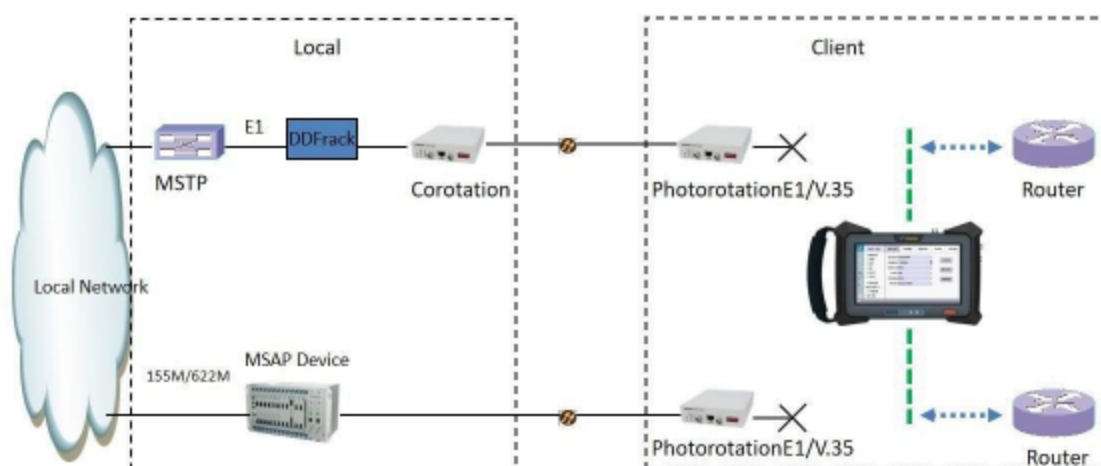 Local
Client
E1
DDFrack
MSTP
Corotation
PhotorotationE1/V.35
Router
Local Network
155M/622M
MSAP Device
PhotorotationE1/V.35
Router